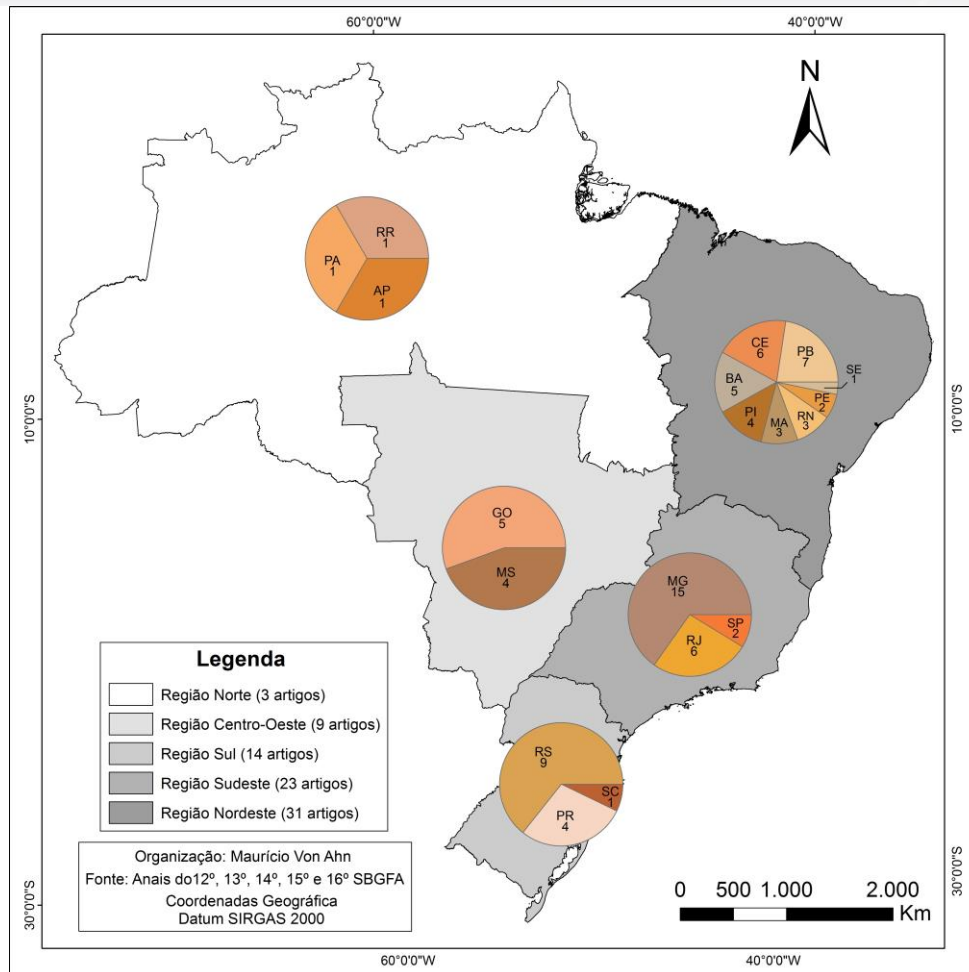 60°0'0"W
40°0'0"W
N
RR
1
PA
1
AP
1
CE
6
PB
7
SE
1
BA
5
PE
2
PI
4
MA
3
RN
3
10°0'0"S
10°0'0"S
GO
5
MS
4
MG
15
SP
2
RJ
6
Legenda
Região Norte (3 artigos)
Região Centro-Oeste (9 artigos)
Região Sul (14 artigos)
Região Sudeste (23 artigos)
Região Nordeste (31 artigos)
RS
9
SC
1
PR
4
Organização: Maurício Von Ahn
Fonte: Anais do12º, 13º, 14º, 15º e 16º SBGFA
Coordenadas Geográfica
Datum SIRGAS 2000
30°0'0"S
30°0'0"S
0 500 1.000 2.000
Km
60°0'0"W
40°0'0"W